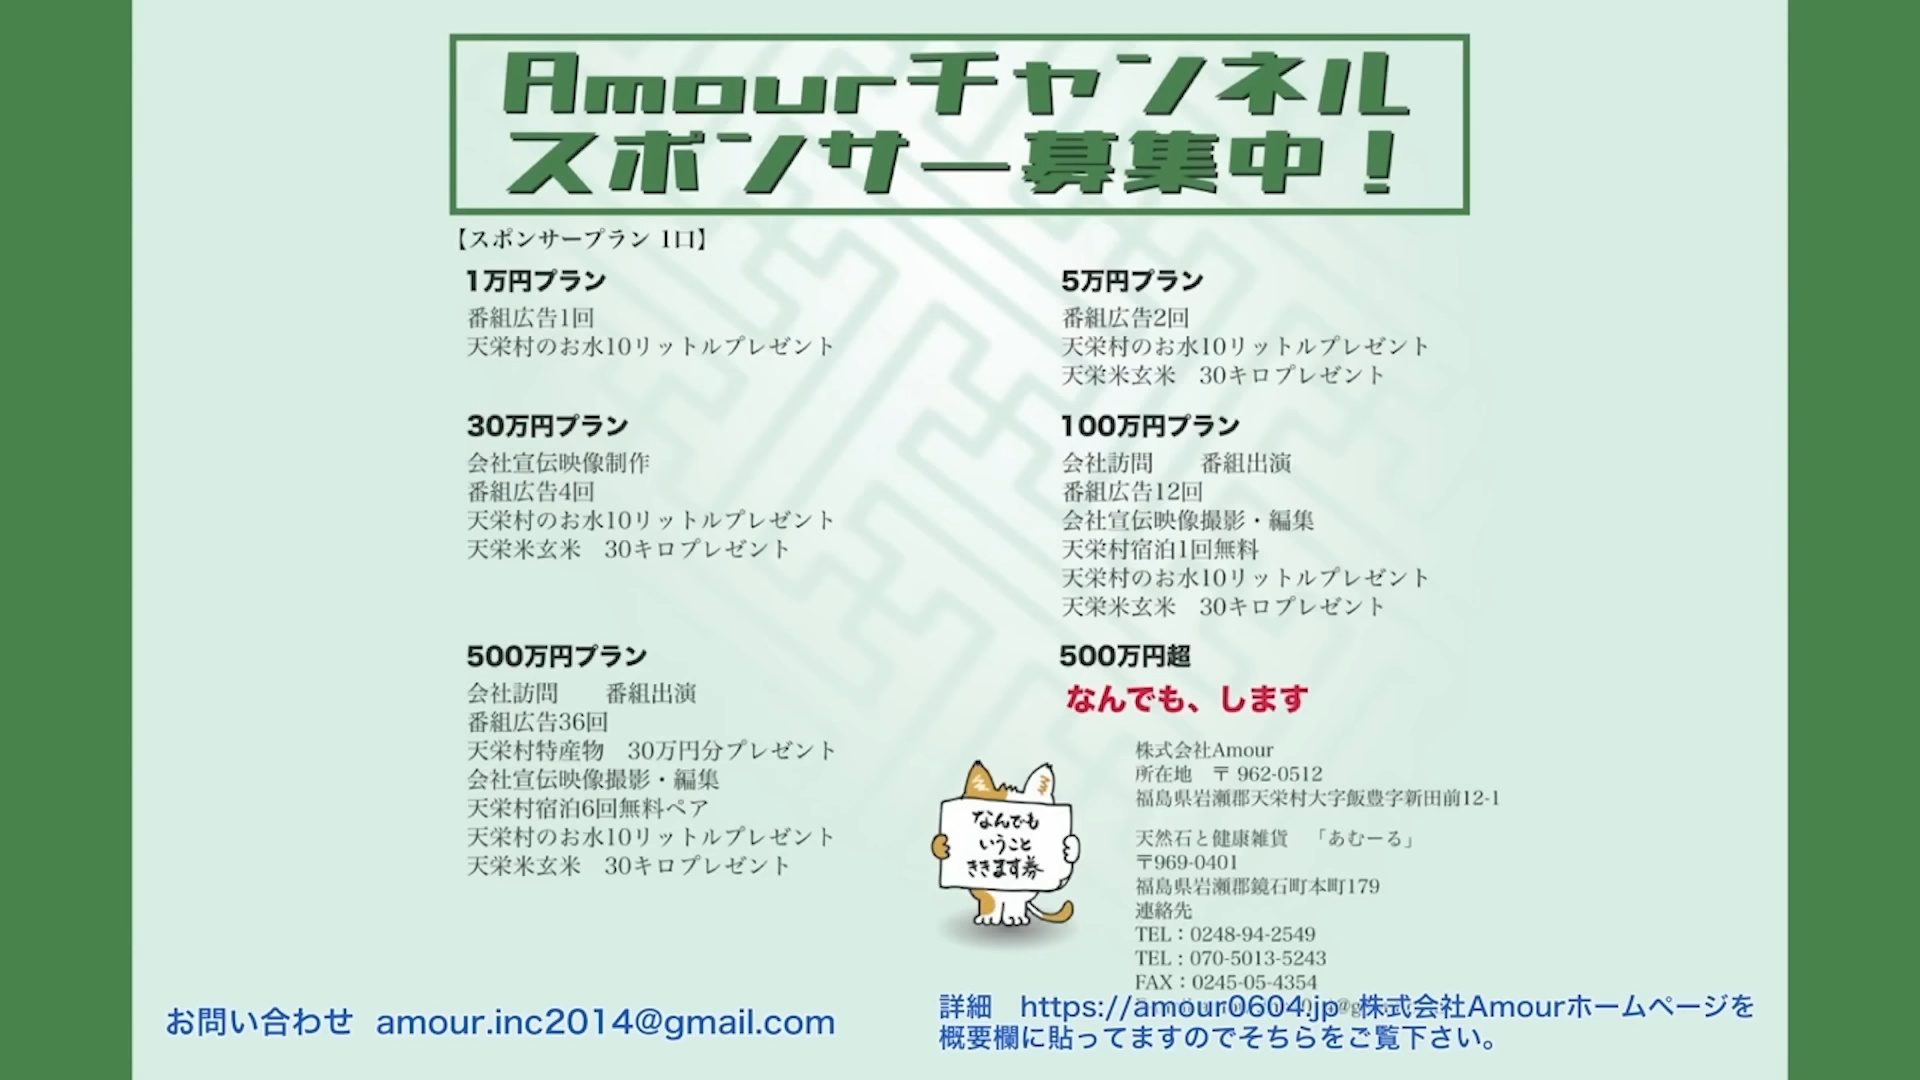 Amourチャンネル
スポンサー募集中！
【スポンサープラン 1口】
1万円プラン
番組広告1回
天栄村のお水10リットルプレゼント
5万円プラン
番組広告2回
天栄村のお水10リットルプレゼント
天栄米玄米　30キロプレゼント
30万円プラン
会社宣伝映像制作
番組広告4回
天栄村のお水10リットルプレゼント
天栄米玄米　30キロプレゼント
100万円プラン
会社訪問　　番組出演
番組広告12回
会社宣伝映像撮影・編集
天栄村宿泊1回無料
天栄村のお水10リットルプレゼント
天栄米玄米　30キロプレゼント
500万円プラン
会社訪問　　番組出演
番組広告36回
天栄村特産物　30万円分プレゼント
会社宣伝映像撮影・編集
天栄村宿泊6回無料ペア
天栄村のお水10リットルプレゼント
天栄米玄米　30キロプレゼント
500万円超
なんでも、します
なんでも
いうこと
ききます券
株式会社Amour
所在地　〒 962-0512
福島県岩瀬郡天栄村大字飯豊字新田前12-1
天然石と健康雑貨　「あむーる」
〒969-0401
福島県岩瀬郡鏡石町本町179
連絡先
TEL：0248-94-2549
TEL：070-5013-5243
FAX：0245-05-4354
お問い合わせ　amour.inc2014@gmail.com
詳細　https://amour0604.jp　株式会社Amourホームページを
概要欄に貼ってますのでそちらをご覧下さい。